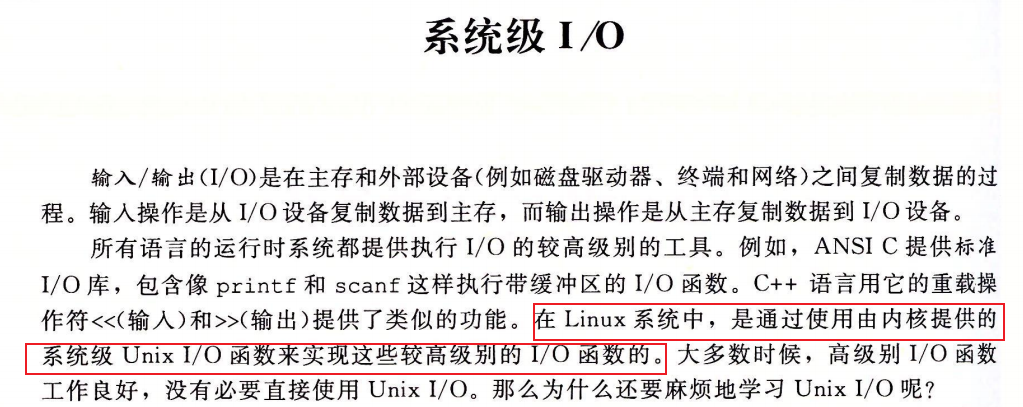 系统级 I/O
输入/输出(I/O)是在主存和外部设备(例如磁盘驱动器、终端和网络)之间复制数据的过
程。输入操作是从 I/O 设备复制数据到主存，而输出操作是从主存复制数据到 I/O 设备。
所有语言的运行时系统都提供执行 I/O 的较高级别的工具。例如，ANSI C 提供标准
I/O 库，包含像 printf 和 scanf 这样执行带缓冲区的 I/O 函数。C++ 语言用它的重载操
作符<<(输入)和>>(输出)提供了类似的功能。在 Linux 系统中，是通过使用由内核提供的
系统级 Unix I/O 函数来实现这些较高级别的 I/O 函数的。大多数时候，高级别 I/O 函数
工作良好，没有必要直接使用 Unix I/O。那么为什么还要麻烦地学习 Unix I/O 呢？